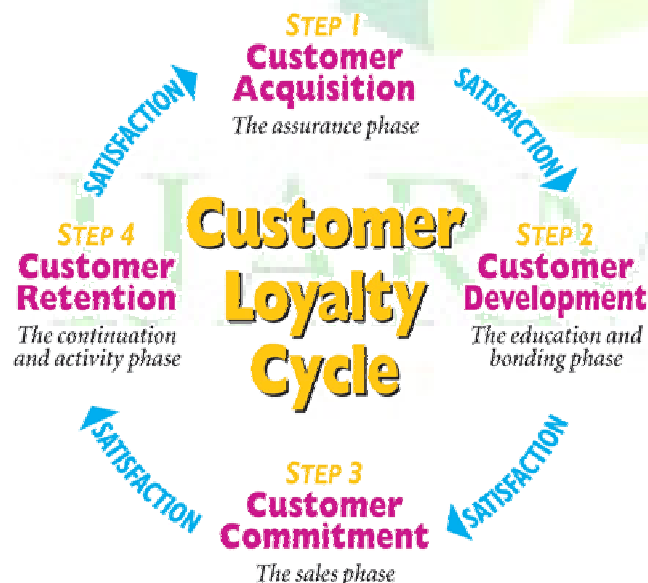 STEP 1
Customer
Acquisition
The assurance phase
SATISFACTION
STEP 2
Customer
Development
The education and
bonding phase
SATISFACTION
STEP 3
Customer
Commitment
The sales phase
SATISFACTION
STEP 4
Customer
Retention
The continuation
and activity phase
SATISFACTION
Customer
Loyalty
Cycle